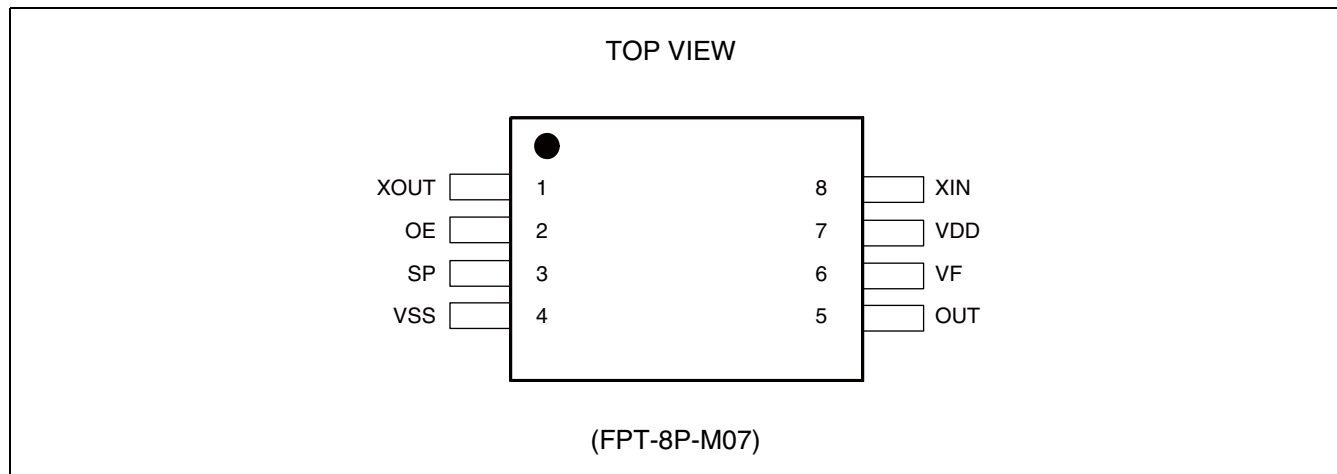 TOP VIEW
XOUT 1 8 XIN
OE 2 7 VDD
SP 3 6 VF
VSS 4 5 OUT
(FPT-8P-M07)